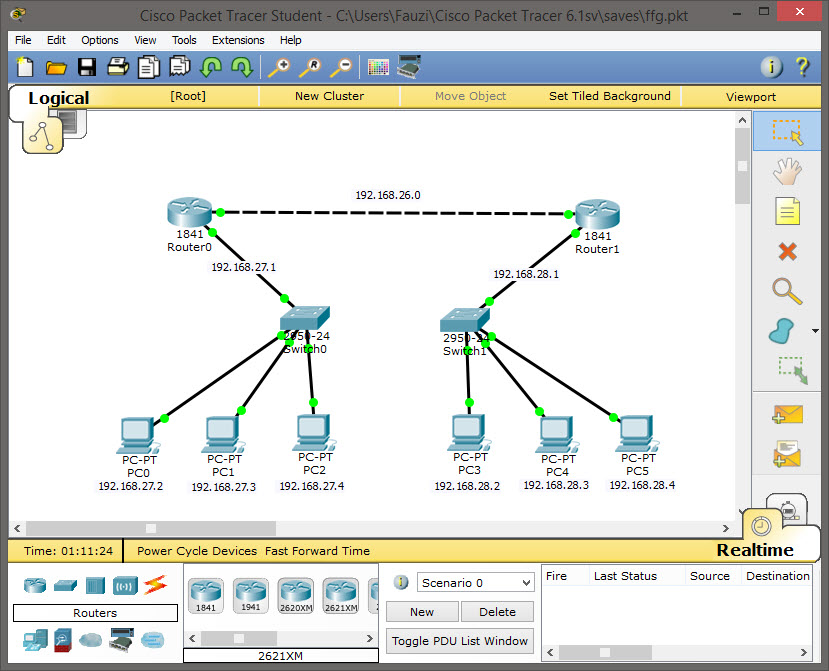 Cisco Packet Tracer Student - C:\Users\Fauzi\Cisco Packet Tracer 6.1sv\saves\ffg.pkt
File Edit Options View Tools Extensions Help
Logical [Root] New Cluster Move Object Set Tiled Background Viewport
192.168.26.0
1841
Router0
1841
Router1
192.168.27.1
192.168.28.1
2950-24
Switch0
2950-24
Switch1
PC-PT
PC0
192.168.27.2
PC-PT
PC1
192.168.27.3
PC-PT
PC2
192.168.27.4
PC-PT
PC3
192.168.28.2
PC-PT
PC4
192.168.28.3
PC-PT
PC5
192.168.28.4
Time: 01:11:24 Power Cycle Devices Fast Forward Time
Realtime
Routers
1841 1941 2620XM 2621XM
2621XM
Scenario 0
New Delete
Toggle PDU List Window
Fire Last Status Source Destination